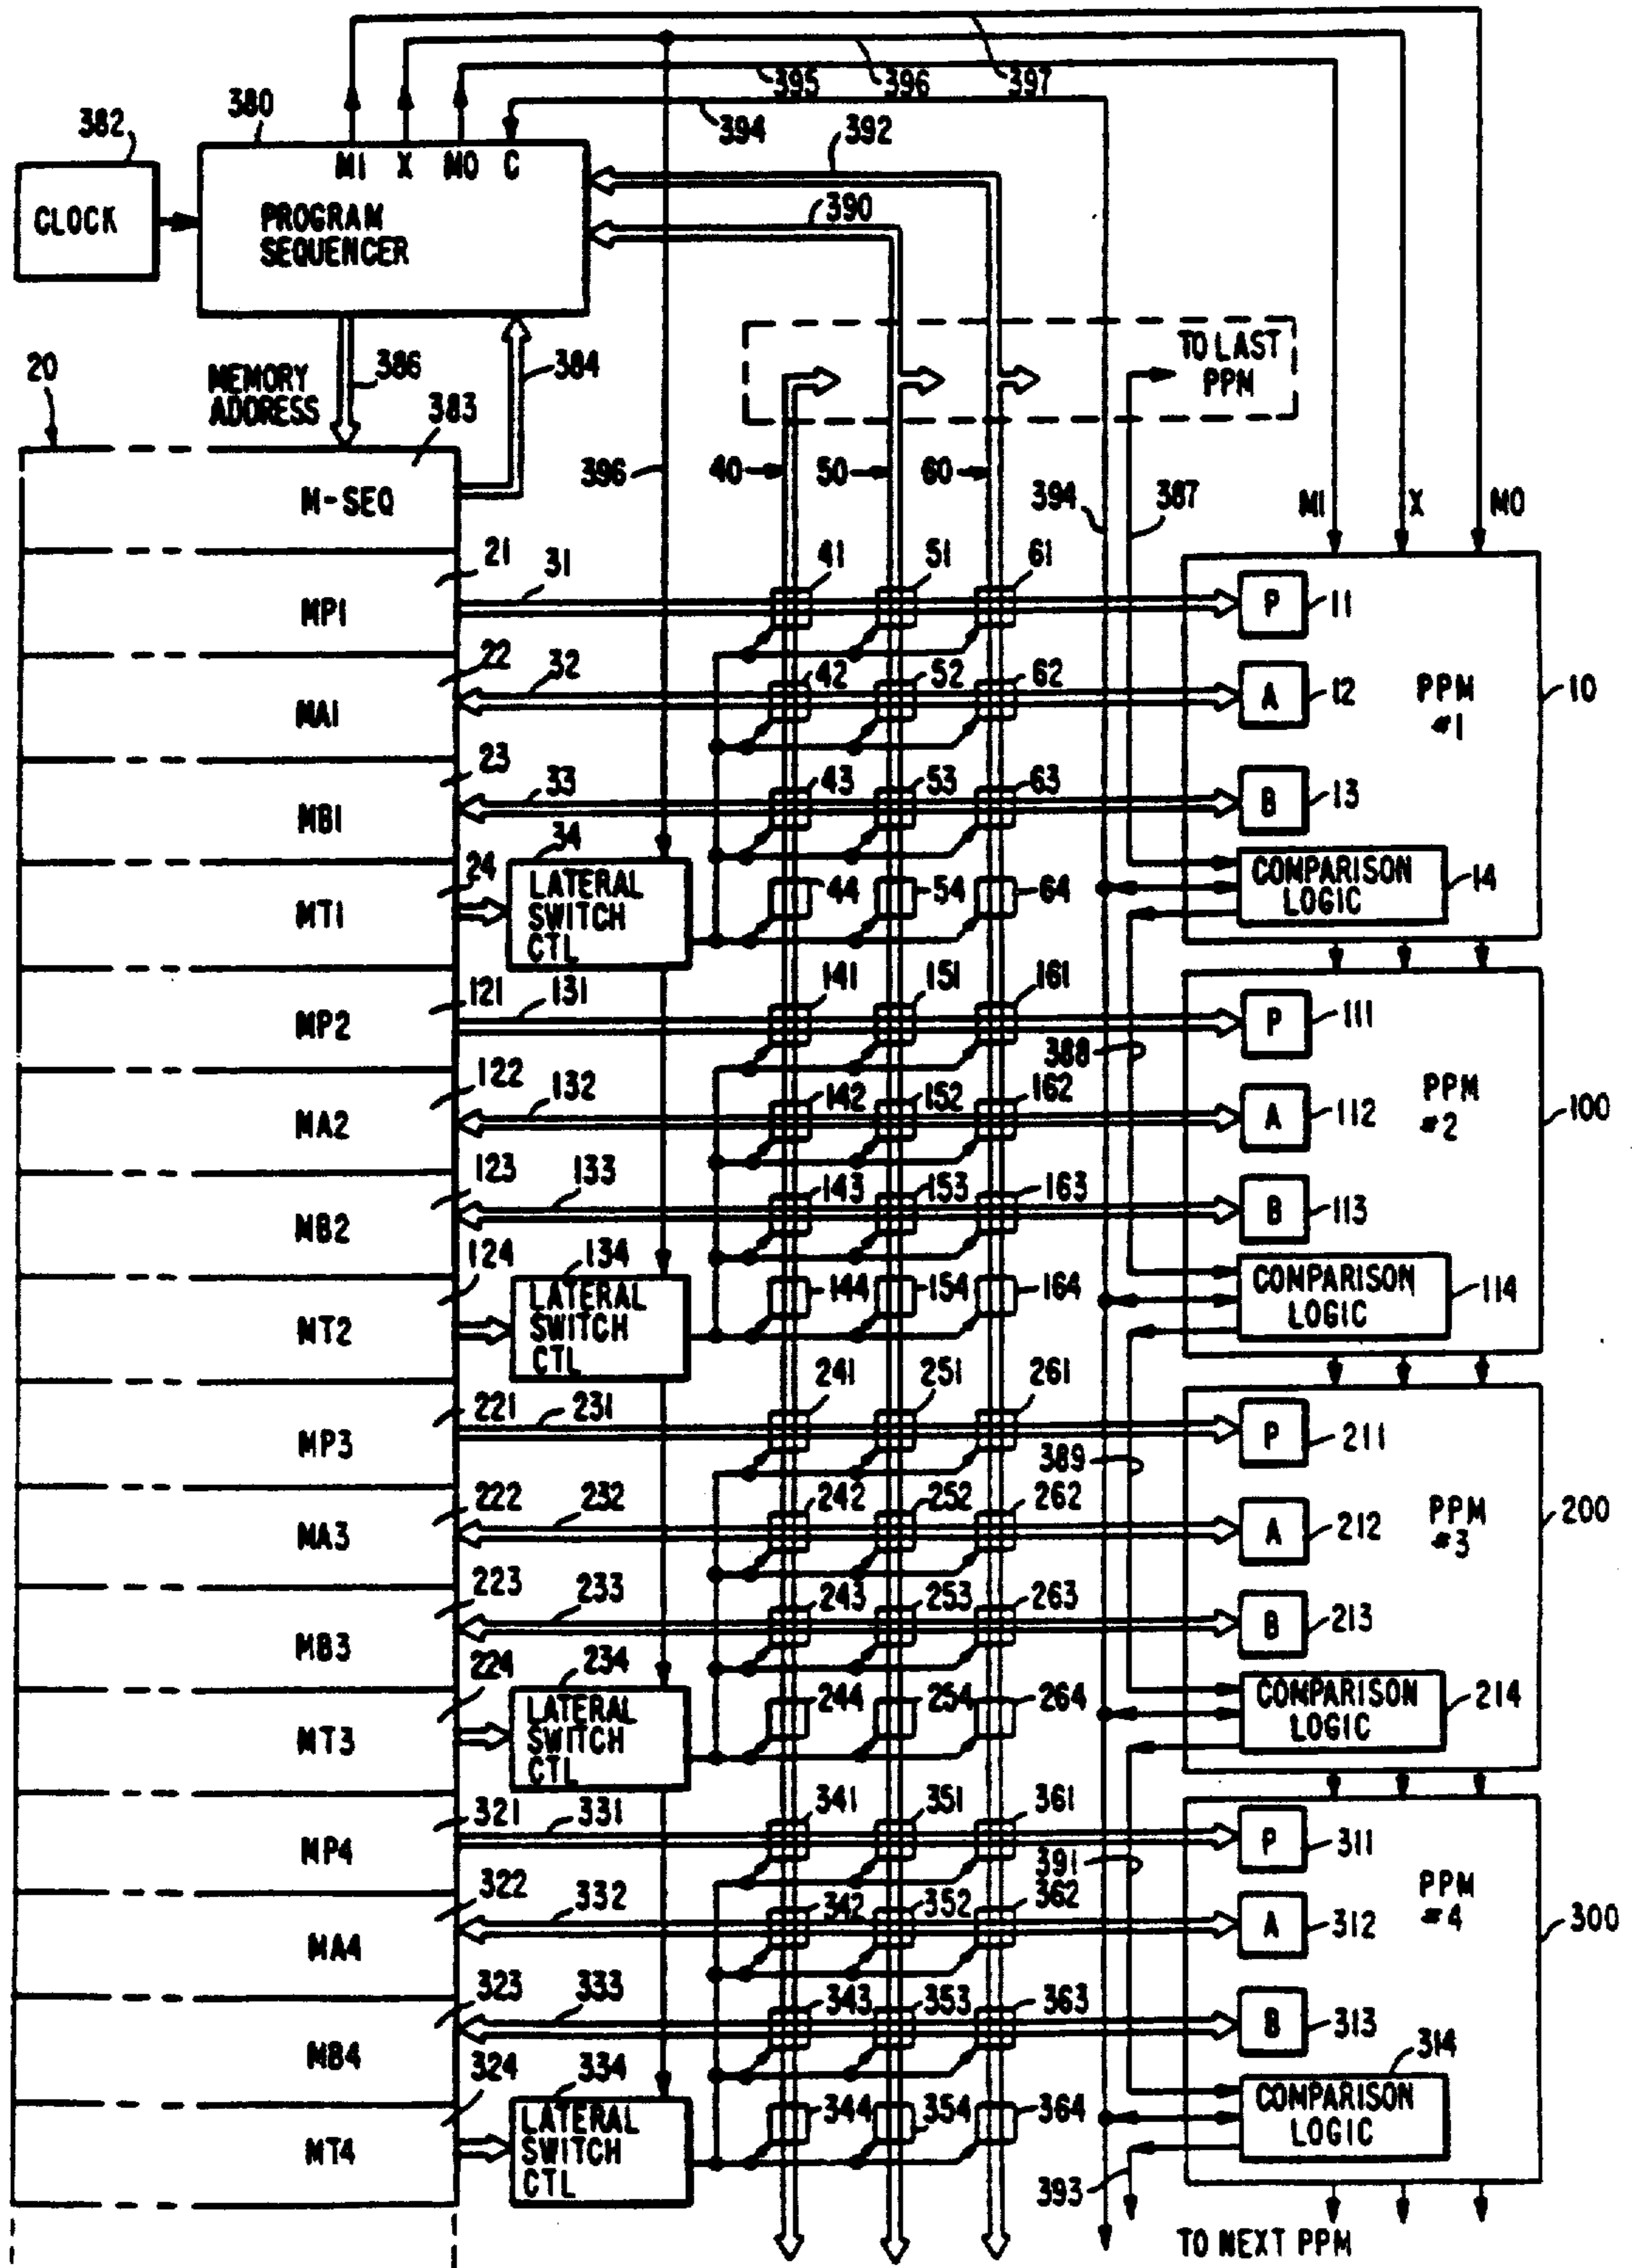 397
396
395
394
382
380
392
MI X MO C
CLOCK
PROGRAM
SEQUENCER
390
TO LAST
PPM
20
MEMORY
ADDRESS
386
384
383
396
40
50
60
394
387
MI
X
MO
M-SEQ
21
31
41
51
61
MP1
P
11
22
32
42
52
62
MA1
A
12
PPM
#1
10
23
33
43
53
63
MB1
B
13
24
34
44
54
64
MT1
LATERAL
SWITCH
CTL
COMPARISON
LOGIC
14
121
131
141
151
161
MP2
P
111
388
122
132
142
152
162
MA2
A
112
PPM
#2
100
123
133
143
153
163
MB2
B
113
124
134
144
154
164
MT2
LATERAL
SWITCH
CTL
COMPARISON
LOGIC
114
221
231
241
251
261
MP3
P
211
389
222
232
242
252
262
MA3
A
212
PPM
#3
200
223
233
243
253
263
MB3
B
213
224
234
244
254
264
MT3
LATERAL
SWITCH
CTL
COMPARISON
LOGIC
214
321
331
341
351
361
MP4
P
311
391
322
332
342
352
362
MA4
A
312
PPM
#4
300
323
333
343
353
363
MB4
B
313
324
334
344
354
364
314
MT4
LATERAL
SWITCH
CTL
COMPARISON
LOGIC
393
TO NEXT PPM